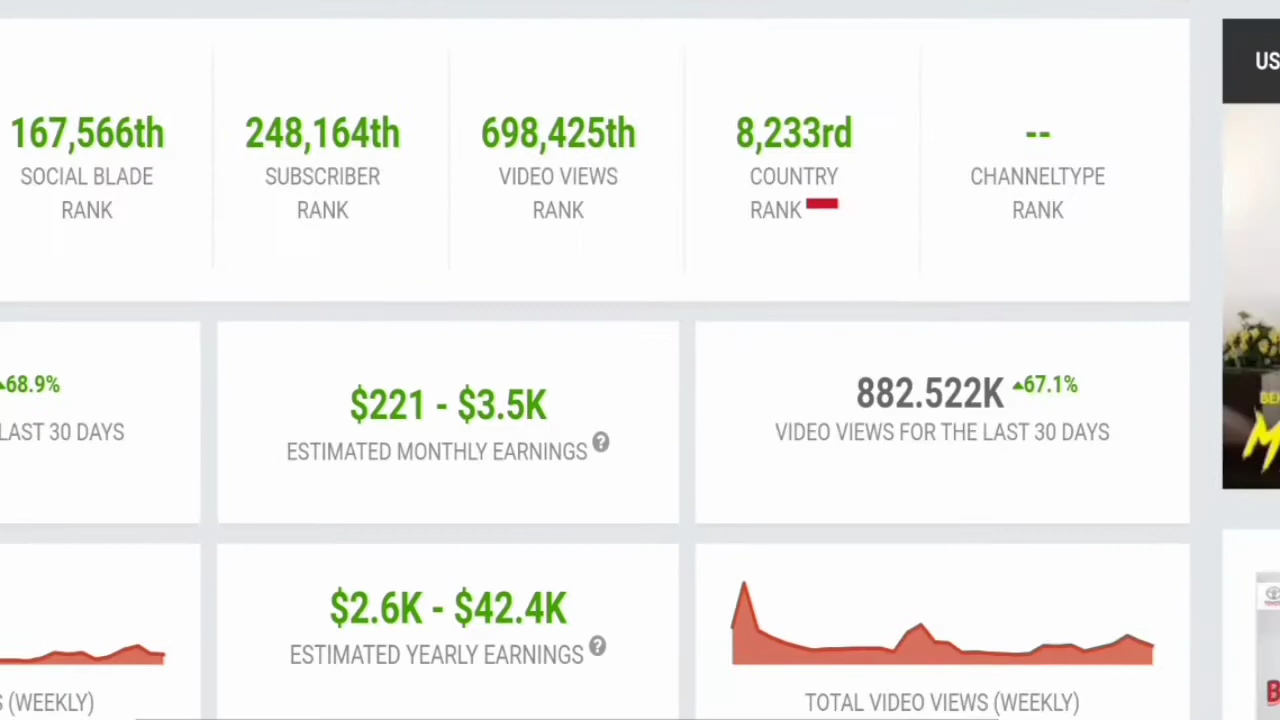 167,566th
SOCIAL BLADE
RANK
248,164th
SUBSCRIBER
RANK
698,425th
VIDEO VIEWS
RANK
8,233rd
COUNTRY
RANK
--
CHANNELTYPE
RANK
US
68.9%
LAST 30 DAYS
$221 - $3.5K
ESTIMATED MONTHLY EARNINGS ?
882.522K 67.1%
VIDEO VIEWS FOR THE LAST 30 DAYS
$2.6K - $42.4K
ESTIMATED YEARLY EARNINGS ?
S (WEEKLY)
TOTAL VIDEO VIEWS (WEEKLY)